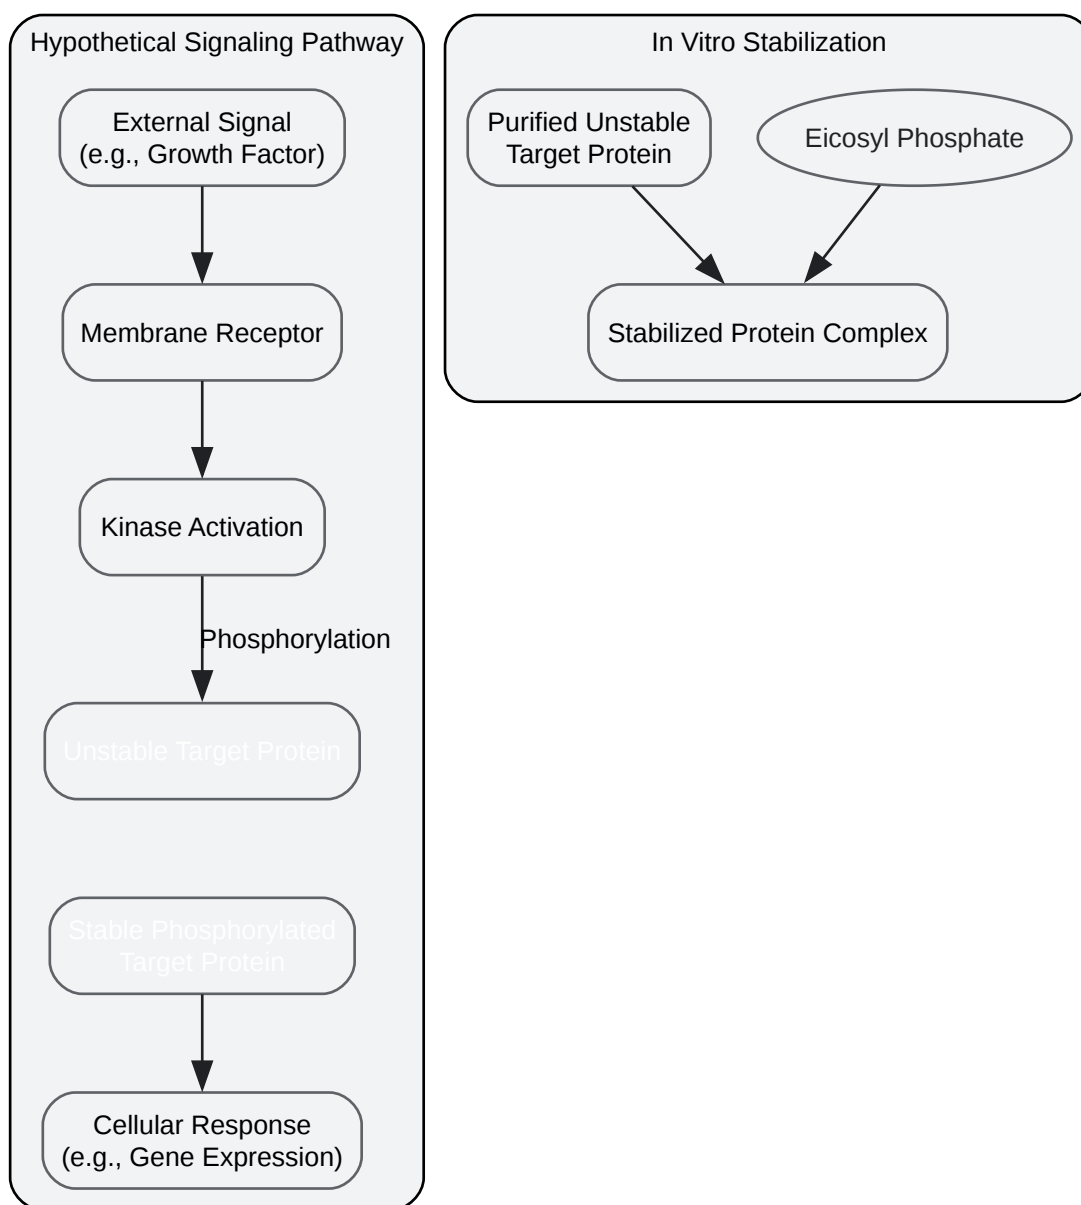 Hypothetical Signaling Pathway
External Signal
(e.g., Growth Factor)
Membrane Receptor
Kinase Activation
Phosphorylation
Unstable Target Protein
Stable Phosphorylated
Target Protein
Cellular Response
(e.g., Gene Expression)
In Vitro Stabilization
Purified Unstable
Target Protein
Eicosyl Phosphate
Stabilized Protein Complex